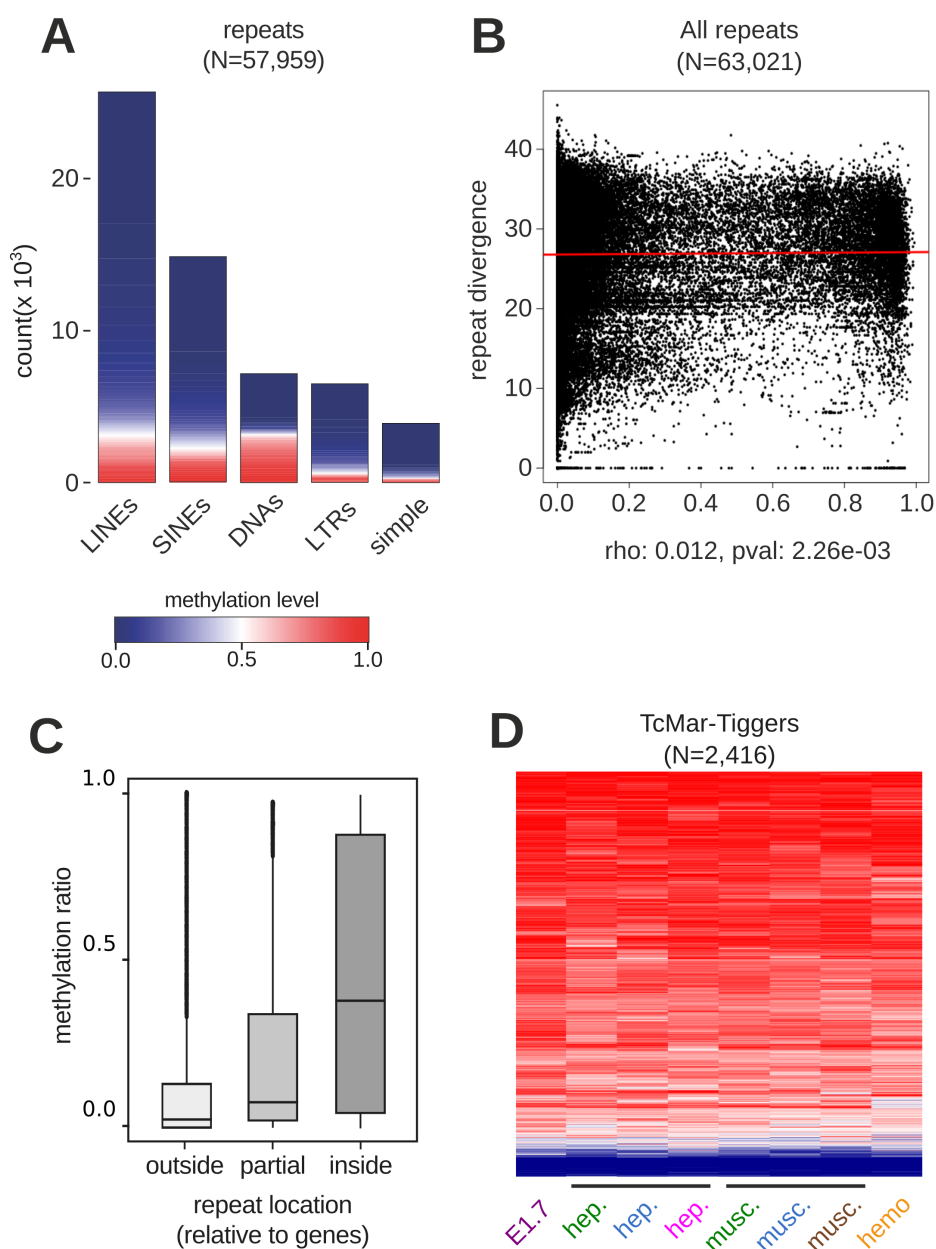 A
repeats
(N=57,959)
count(x 10³)
20
10
0
LINEs
SINEs
DNAs
LTRs
simple
methylation level
0.0
0.5
1.0
B
All repeats
(N=63,021)
repeat divergence
40
30
20
10
0
0.0
0.2
0.4
0.6
0.8
1.0
rho: 0.012, pval: 2.26e-03
C
methylation ratio
1.0
0.5
0.0
outside
partial
inside
repeat location
(relative to genes)
D
TcMar-Tiggers
(N=2,416)
E1.7
hep.
hep.
hep.
musc.
musc.
musc.
hemo